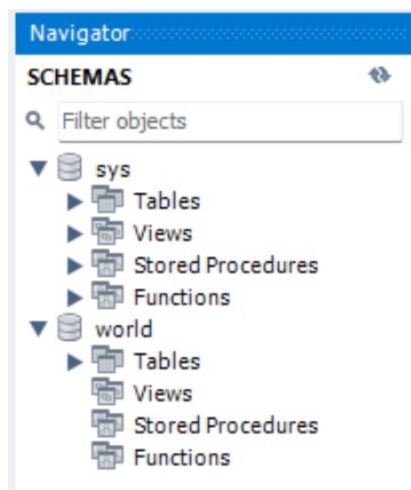 Navigator
SCHEMAS
Filter objects
sys
Tables
Views
Stored Procedures
Functions
world
Tables
Views
Stored Procedures
Functions